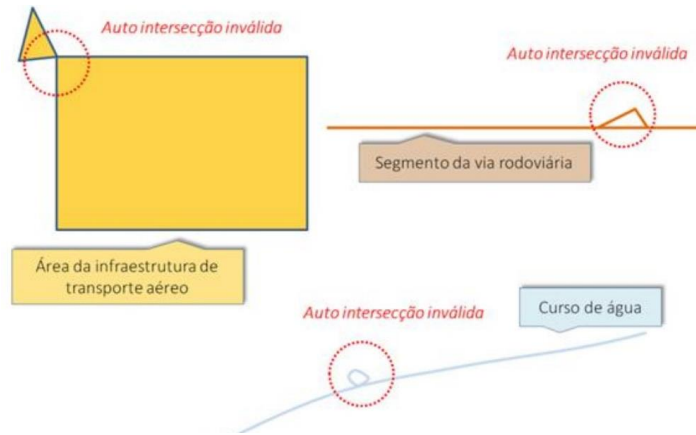 Auto intersecção inválida
Auto intersecção inválida
Segmento da via rodoviária
Área da infraestrutura de
transporte aéreo
Auto intersecção inválida
Curso de água